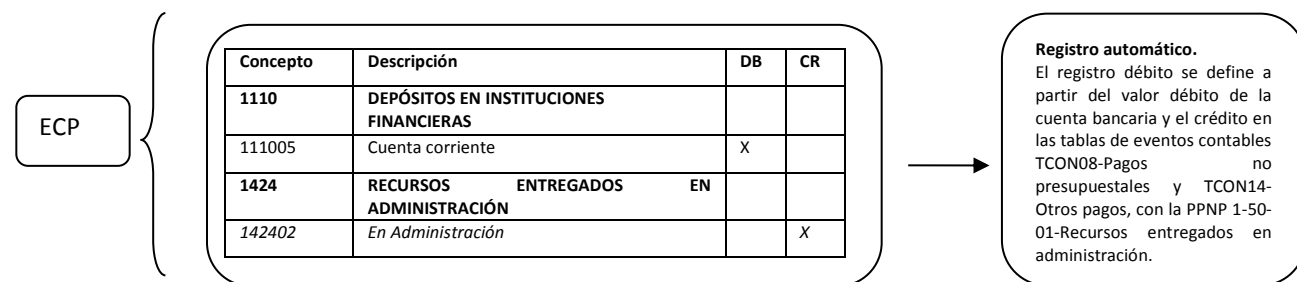 ECP
Concepto Descripción DB CR
1110 DEPÓSITOS EN INSTITUCIONES
FINANCIERAS
111005 Cuenta corriente X
1424 RECURSOS ENTREGADOS EN
ADMINISTRACIÓN
142402 En Administración X
Registro automático.
El registro débito se define a
partir del valor débito de la
cuenta bancaria y el crédito en
las tablas de eventos contables
TCON08-Pagos no
presupuestales y TCON14-
Otros pagos, con la PPNP 1-50-
01-Recursos entregados en
administración.